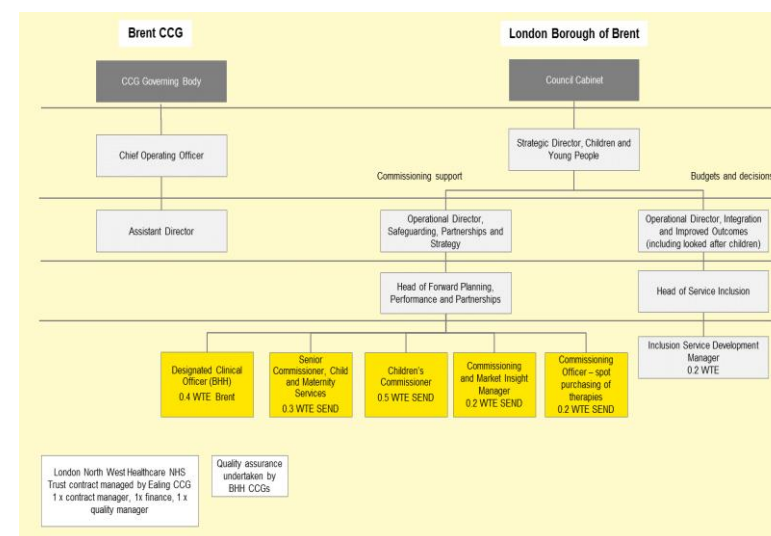 Brent CCG
London Borough of Brent
CCG Governing Body
Council Cabinet
Chief Operating Officer
Strategic Director, Children and
Young People
Commissioning support
Budgets and decisions
Assistant Director
Operational Director,
Safeguarding, Partnerships and
Strategy
Operational Director, Integration
and Improved Outcomes
(including looked after children)
Head of Forward Planning,
Performance and Partnerships
Head of Service Inclusion
Inclusion Service Development
Manager
0.2 WTE
Designated Clinical
Officer (BHH)
0.4 WTE Brent
Senior
Commissioner, Child
and Maternity
Services
0.3 WTE SEND
Children's
Commissioner
0.5 WTE SEND
Commissioning
and Market Insight
Manager
0.2 WTE SEND
Commissioning
Officer – spot
purchasing of
therapies
0.2 WTE SEND
London North West Healthcare NHS
Trust contract managed by Ealing CCG
1 x contract manager, 1x finance, 1 x
quality manager
Quality assurance
undertaken by
BHH CCGs